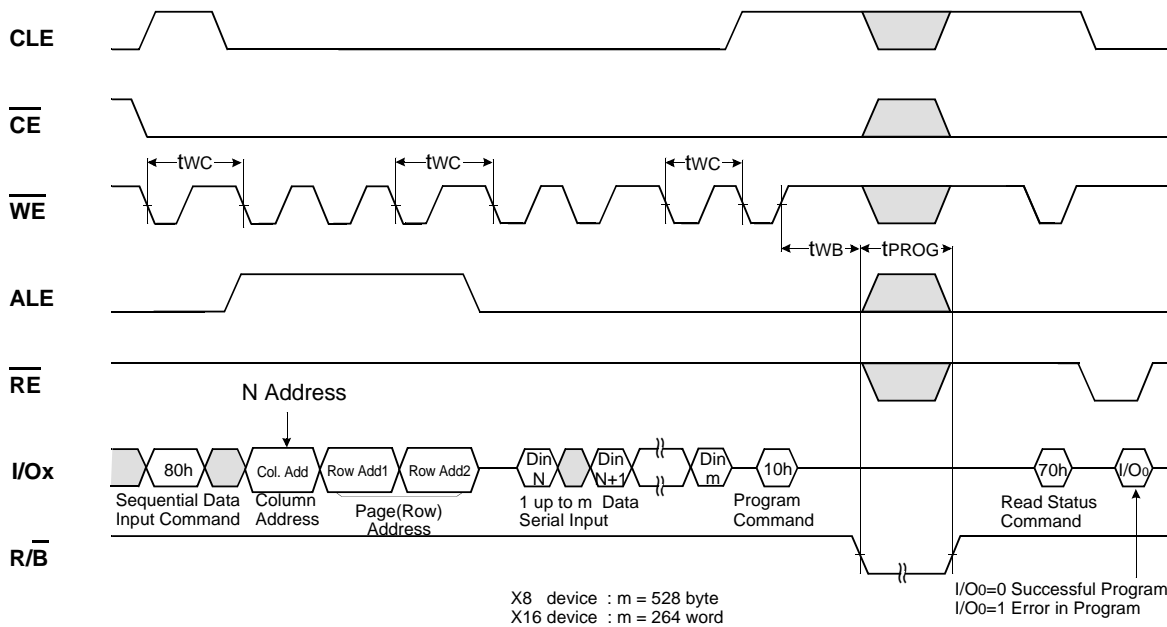 CLE
CE
tWC
tWC
tWC
WE
tWB
tPROG
ALE
RE
N Address
I/Ox
80h
Col. Add
Row Add1
Row Add2
Din
N
Din
N+1
Din
m
10h
70h
I/O0
Sequential Data
Input Command
Column
Address
Page(Row)
Address
1 up to m Data
Serial Input
Program
Command
Read Status
Command
R/B
I/O0=0 Successful Program
I/O0=1 Error in Program
X8 device : m = 528 byte
X16 device : m = 264 word